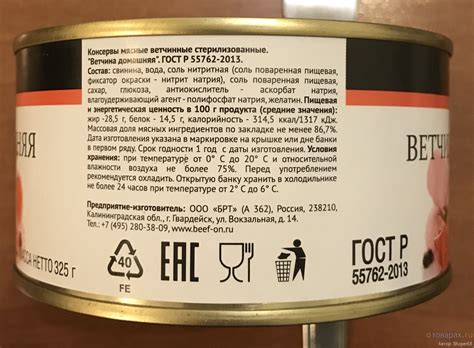 Консервы мясные ветчинные стерилизованные.
"Ветчина домашняя". ГОСТ Р 55762-2013.
Состав: свинина, вода, соль нитритная (соль поваренная пищевая,
фиксатор окраски - нитрит натрия), соль поваренная пищевая,
сахар, глюкоза, антиокислитель - аскорбат натрия,
влагоудерживающий агент - полифосфат натрия, желатин. Пищевая
и энергетическая ценность в 100 г продукта (средние значения):
жир -28,5 г, белок - 14,5 г, калорийность - 314,5 ккал/1317 кДж.
Массовая доля мясных ингредиентов по закладке не менее 86,7%.
Дата изготовления указана в маркировке на крышке или дне банки
в первом ряду. Срок годности 1 год с даты изготовления. Условия
хранения: при температуре от 0° С до 20° С и относительной
влажности воздуха не более 75%. Перед употреблением
рекомендуется охладить. Открытую банку хранить в холодильнике
не более 24 часов при температуре от 2° С до 6° С.
Предприятие-изготовитель: ООО «БРТ» (А 362), Россия, 238210,
Калининградская обл., г. Гвардейск, ул. Вокзальная, д. 14.
Тел.: +7 (495) 280-38-09, www.beef-on.ru
НЯЯ
ВЕТЧИ
ССА НЕТТО 325 г
40
FE
ЕАС
ГОСТ Р
55762-2013
отоварах.ru